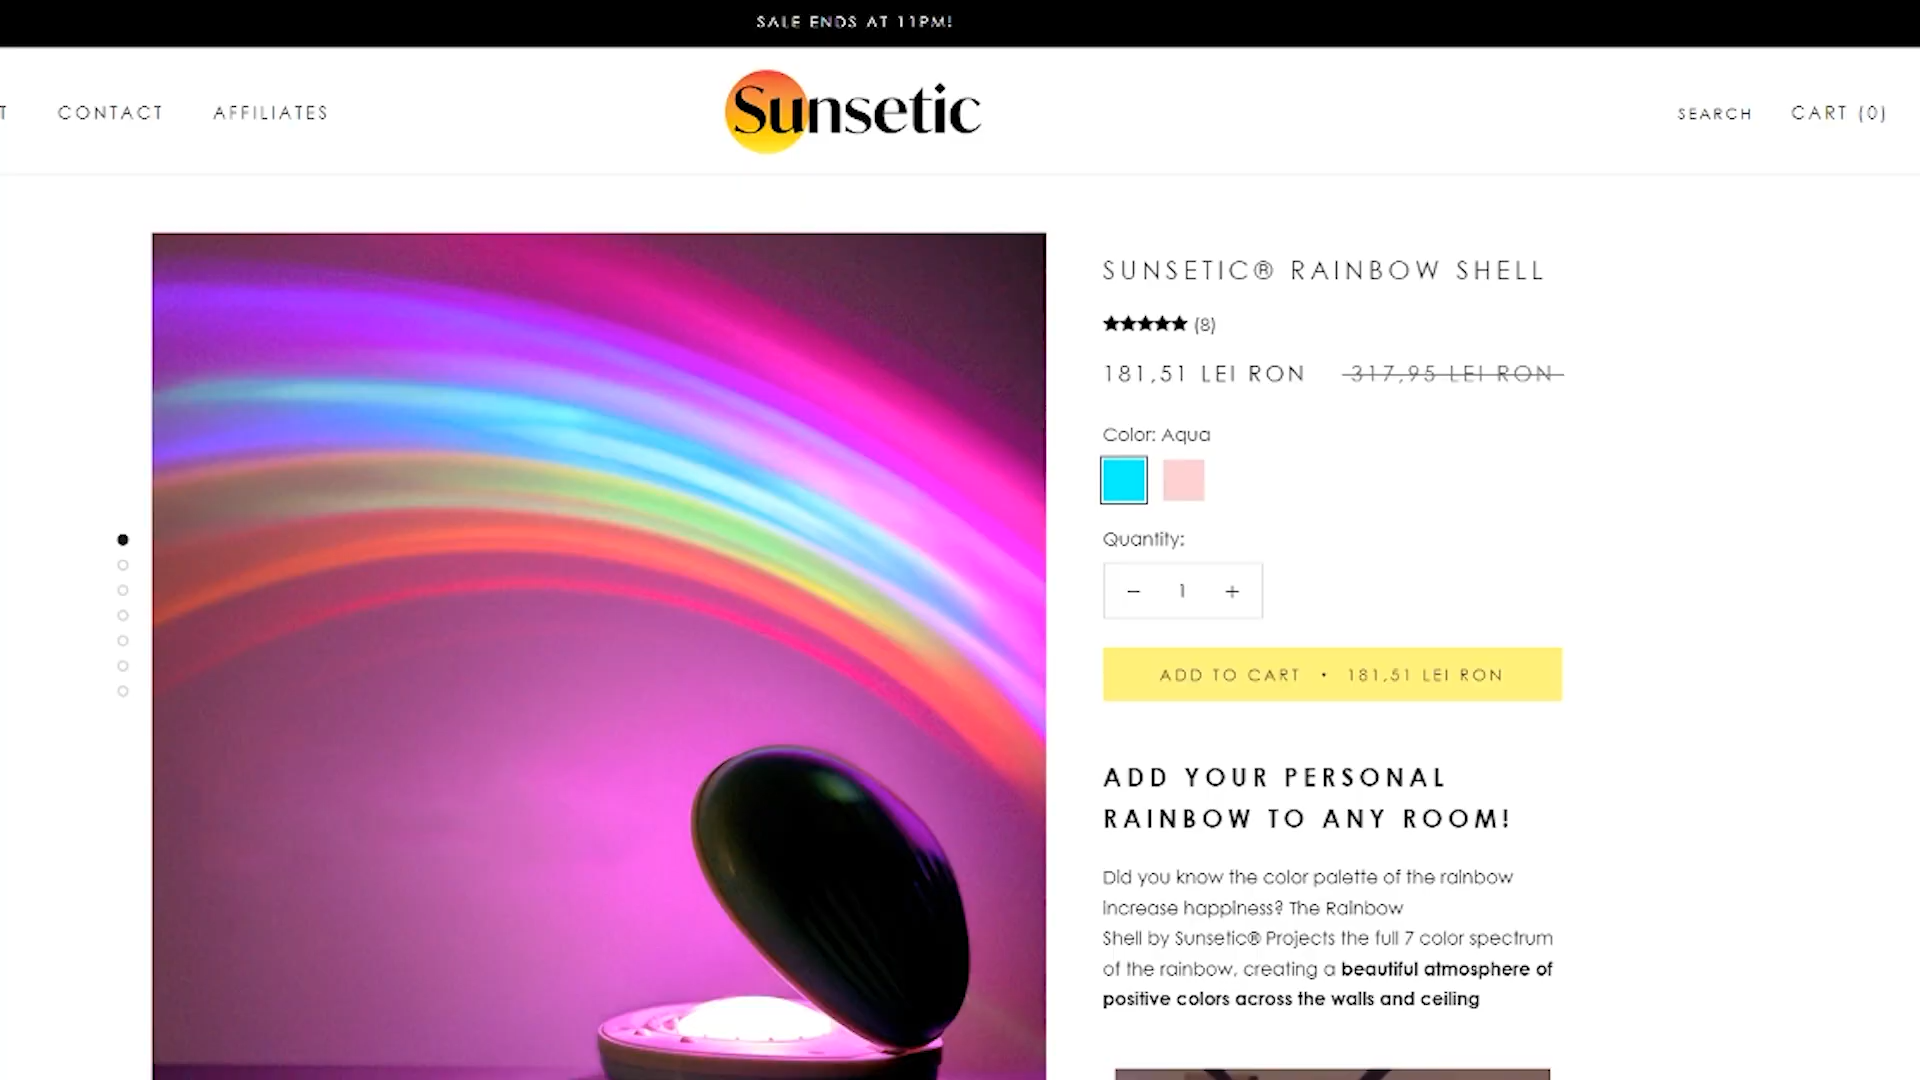 SALE ENDS AT 11PM!
T CONTACT AFFILIATES
Sunsetic
SEARCH CART (0)
SUNSETIC® RAINBOW SHELL
★★★★★ (8)
181,51 LEI RON 317,95 LEI RON
Color: Aqua
Quantity:
− 1 +
ADD TO CART • 181,51 LEI RON
ADD YOUR PERSONAL
RAINBOW TO ANY ROOM!
Did you know the color palette of the rainbow
increase happiness? The Rainbow
Shell by Sunsetic® Projects the full 7 color spectrum
of the rainbow, creating a beautiful atmosphere of
positive colors across the walls and ceiling